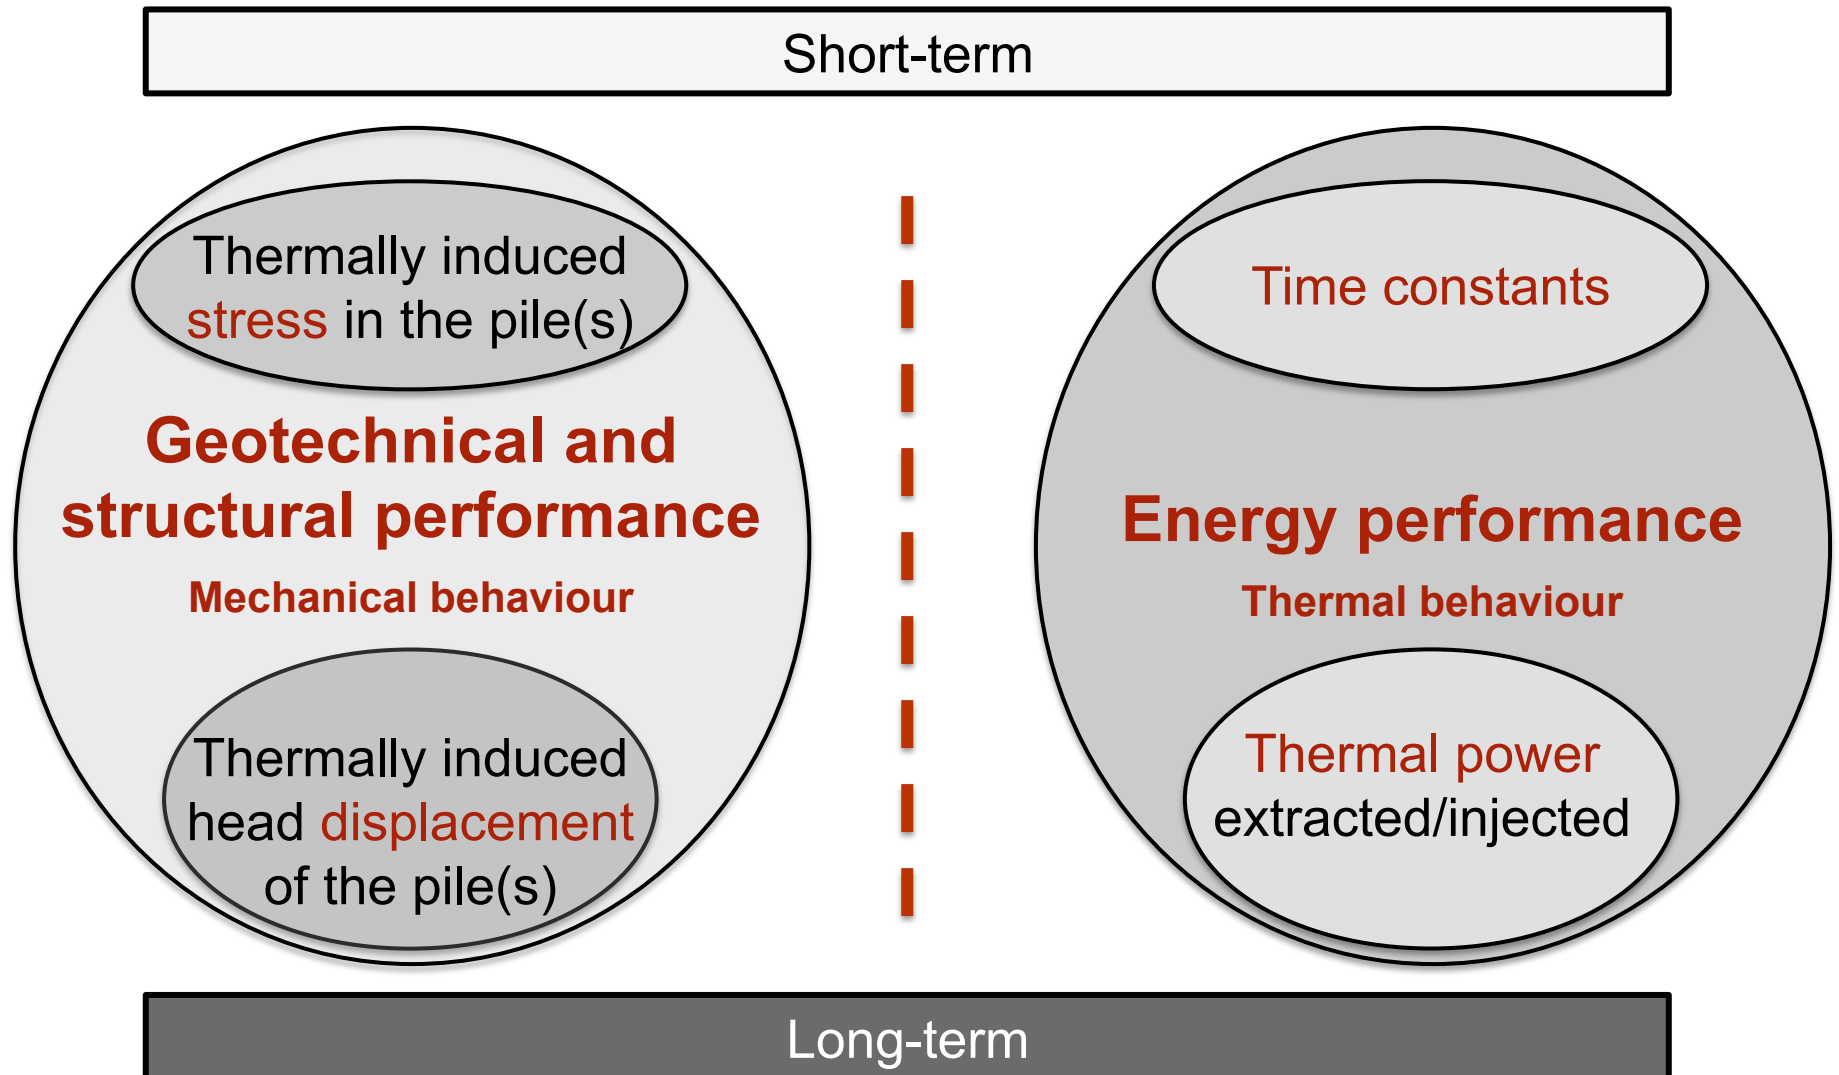 Short-term
Thermally induced
stress in the pile(s)
Geotechnical and
structural performance
Mechanical behaviour
Thermally induced
head displacement
of the pile(s)
Time constants
Energy performance
Thermal behaviour
Thermal power
extracted/injected
Long-term